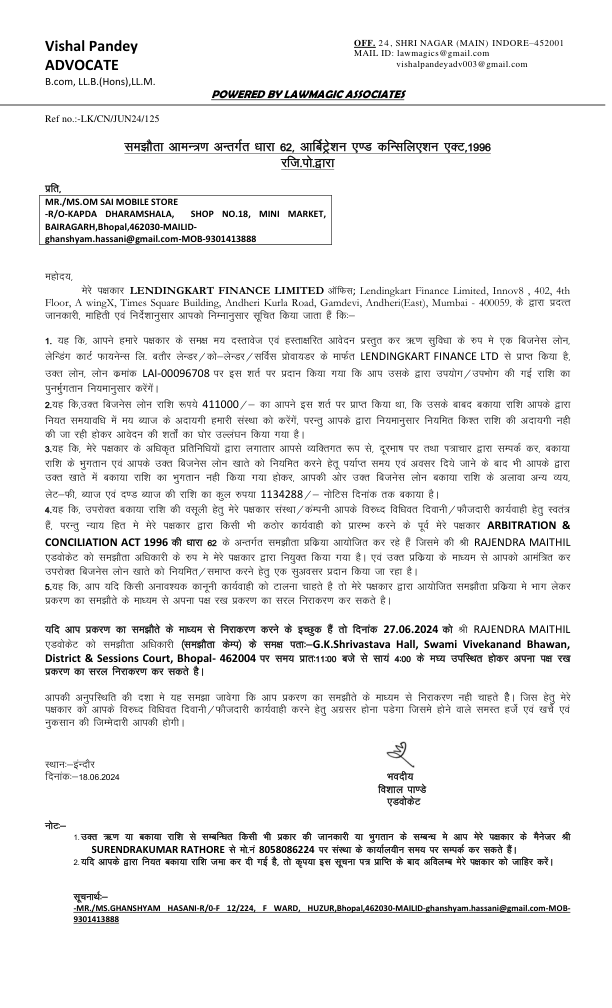 Vishal Pandey
ADVOCATE
B.com, LL.B.(Hons),LL.M.
OFF. 24, SHRI NAGAR (MAIN) INDORE–452001
MAIL ID: lawmagics@gmail.com
vishalpandeyadv003@gmail.com
POWERED BY LAWMAGIC ASSOCIATES
Ref no.:-LK/CN/JUN24/125
समझौता आमन्त्रण अन्तर्गत धारा 62, आर्बिट्रेशन एण्ड कन्सिलिएशन एक्ट,1996
रजि.पो.द्वारा
प्रति,
MR./MS.OM SAI MOBILE STORE
-R/O-KAPDA DHARAMSHALA, SHOP NO.18, MINI MARKET,
BAIRAGARH,Bhopal,462030-MAILID-
ghanshyam.hassani@gmail.com-MOB-9301413888
महोदय,
मेरे पक्षकार LENDINGKART FINANCE LIMITED ऑफिस; Lendingkart Finance Limited, Innov8 , 402, 4th
Floor, A wingX, Times Square Building, Andheri Kurla Road, Gamdevi, Andheri(East), Mumbai - 400059, के द्वारा प्रदत्त
जानकारी, माहिती एवं निर्देशानुसार आपको निम्नानुसार सूचित किया जाता हैं कि:–
1. यह कि, आपने हमारे पक्षकार के समक्ष मय दस्तावेज एवं हस्ताक्षरित आवेदन प्रस्तुत कर ऋण सुविधा के रुप मे एक बिजनेस लोन,
लेन्डिंग कार्ट फायनेन्स लि. बतौर लेन्डर/को–लेन्डर/सर्विस प्रोवायडर के मार्फत LENDINGKART FINANCE LTD से प्राप्त किया है,
उक्त लोन, लोन क्रमांक LAI-00096708 पर इस शर्त पर प्रदान किया गया कि आप उसके द्वारा उपयोग/उपभोग की गई राशि का
पुनर्मुगतान नियमानुसार करेंगें।
2.यह कि,उक्त बिजनेस लोन राशि रूपये 411000/– का आपने इस शर्त पर प्राप्त किया था, कि उसके बादद बकाया राशि आपके द्वारा
नियत समयावधि में मय ब्याज के अदायगी हमारी संस्था को करेंगें, परन्तु आपके द्वारा नियमानुसार नियमित किश्त राशि की अदायगी नही
की जा रही होकर आवेदन की शर्तों का घोर उल्लंघन किया गया है।
3.यह कि, मेरे पक्षकार के अधिकृत प्रतिनिधियों द्वारा लगातार आपसे व्यक्तिगत रूप से, दूरभाष पर तथा पत्राचार द्वारा सम्पर्क कर, बकाया
राशि के भुगतान एवं आपके उक्त बिजनेस लोन खाते को नियमित करने हेतू पर्याप्त समय एवं अवसर दिये जाने के बाद भी आपके द्वारा
उक्त खाते में बकाया राशि का भुगतान नही किया गया होकर, आपकी ओर उक्त बिजनेस लोन बकाया राशि के अलावा अन्य व्यय,
लेट–फी, ब्याज एवं दण्ड ब्याज की राशि का कुल रुपया 1134288/– नोटिस दिनांक तक बकाया है।
4.यह कि, उपरोक्त बकाया राशि की वसूली हेतु मेरे पक्षकार संस्था/कम्पनी आपके विरुध्द विधिवत दिवानी/फौजदारी कार्यवाही हेतु स्वतंत्र
हैं, परन्तु न्याय हित मे मेरे पक्षकार द्वारा किसी भी कठोर कार्यवाही को प्रारम्भ करने के पूर्व मेरे पक्षकार ARBITRATION &
CONCILIATION ACT 1996 की धारा 62 के अन्तर्गत समझौता प्रक्रिया आयोजित कर रहे हैं जिसमे की श्री RAJENDRA MAITHIL
एडवोकेट को समझौता अधिकारी के रुप मे मेरे पक्षकार द्वारा नियुक्त किया गया है। एवं उक्त प्रक्रिया के माध्यम से आपको आमंत्रित कर
उपरोक्त बिजनेस लोन खाते को नियमित/समाप्त करने हेतु एक सुअवसर प्रदान किया जा रहा है।
5.यह कि, आप यदि किसी अनावश्यक कानूनी कार्यवाही को टालना चाहते है तो मेरे पक्षकार द्वारा आयोजित समझौता प्रक्रिया मे भाग लेकर
प्रकरण का समझौते के माध्यम से अपना पक्ष रख प्रकरण का सरल निराकरण कर सकते है।
यदि आप प्रकरण का समझौते के माध्यम से निराकरण करने के इच्छुक हैं तो दिनांक 27.06.2024 को श्री RAJENDRA MAITHIL
एडवोकेट को समझौता अधिकारी (समझौता केम्प) के समक्ष पता:–G.K.Shrivastava Hall, Swami Vivekanand Bhawan,
District & Sessions Court, Bhopal- 462004 पर समय प्रात:11:00 बजे से सायं 4:00 के मघ्य उपस्थित होकर अपना पक्ष रख
प्रकरण का सरल निराकरण कर सकते है।
आपकी अनुपस्थिति की दशा मे यह समझा जावेगा कि आप प्रकरण का समझौते के माध्यम से निराकरण नही चाहते है। जिस हेतु मेरे
पक्षकार को आपके विरुध्द विधिवत दिवानी/फौजदारी कार्यवाही करने हेतु अग्रसर होना पडेगा जिसमे होने वाले समस्त हर्जे एवं खर्चे एवं
नुकसान की जिम्मेदारी आपकी होगी।
स्थान:–इंन्दौर
दिनांक:–18.06.2024
भवदीय
विशाल पाण्डे
एडवोकेट
नोट:–
1.उक्त ऋण या बकाया राशि से सम्बन्धित किसी भी प्रकार की जानकारी या भुगतान के सम्बन्ध मे आप मेरे पक्षकार के मैनेजर श्री
SURENDRAKUMAR RATHORE से मो.नं 8058086224 पर संस्था के कार्यालयीन समय पर सम्पर्क कर सकते हैं।
2.यदि आपके द्वारा नियत बकाया राशि जमा कर दी गई है, तो कृपया इस सूचना पत्र प्राप्ति के बाद अविलम्ब मेरे पक्षकार को जाहिर करें।
सूचनार्थ:–
-MR./MS.GHANSHYAM HASANI-R/0-F 12/224, F WARD, HUZUR,Bhopal,462030-MAILID-ghanshyam.hassani@gmail.com-MOB-
9301413888